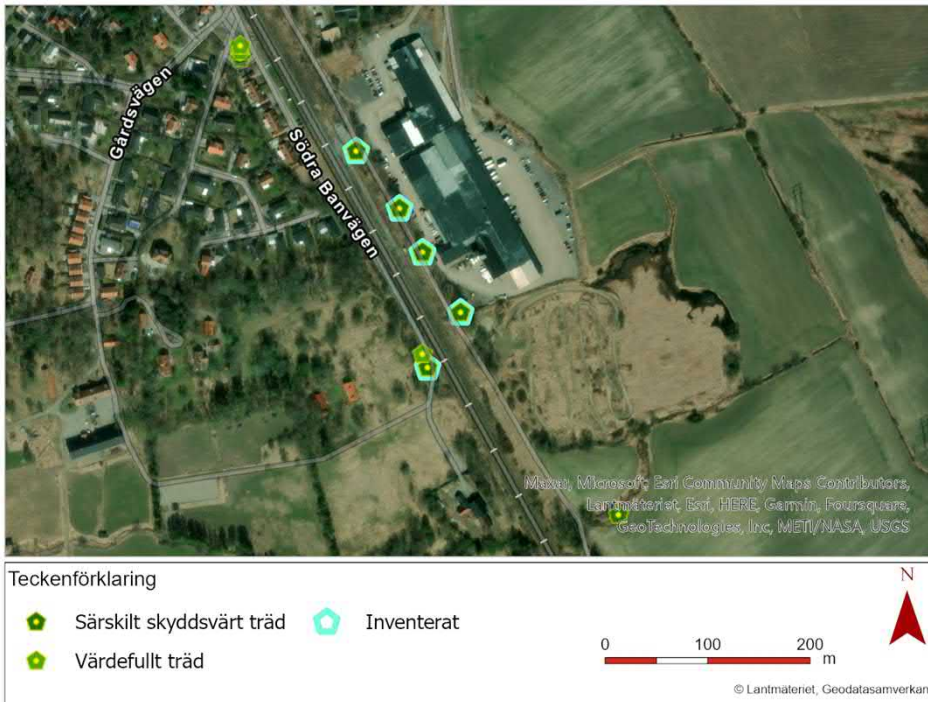 Gårdsvägen
Södra Banvägen
Maxar, Microsoft, Esri Community Maps Contributors,
Lantmäteriet, Esri, HERE, Garmin, Foursquare,
GeoTechnologies, Inc, METI/NASA, USGS
Teckenförklaring
Särskilt skyddsvärt träd
Inventerat
Värdefullt träd
N
0 100 200
m
© Lantmäteriet, Geodatasamverkan